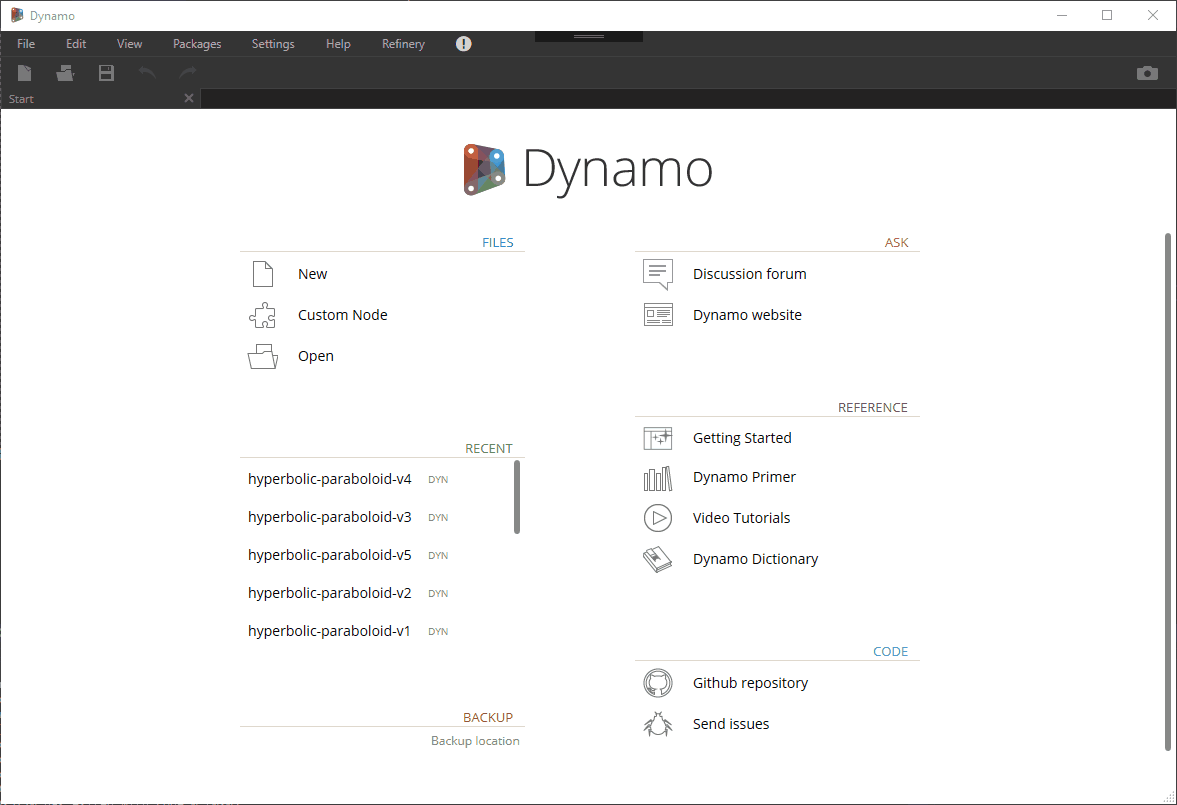 Dynamo
File Edit View Packages Settings Help Refinery
Start
Dynamo
FILES
New
Custom Node
Open
RECENT
hyperbolic-paraboloid-v4 DYN
hyperbolic-paraboloid-v3 DYN
hyperbolic-paraboloid-v5 DYN
hyperbolic-paraboloid-v2 DYN
hyperbolic-paraboloid-v1 DYN
BACKUP
Backup location
ASK
Discussion forum
Dynamo website
REFERENCE
Getting Started
Dynamo Primer
Video Tutorials
Dynamo Dictionary
CODE
Github repository
Send issues